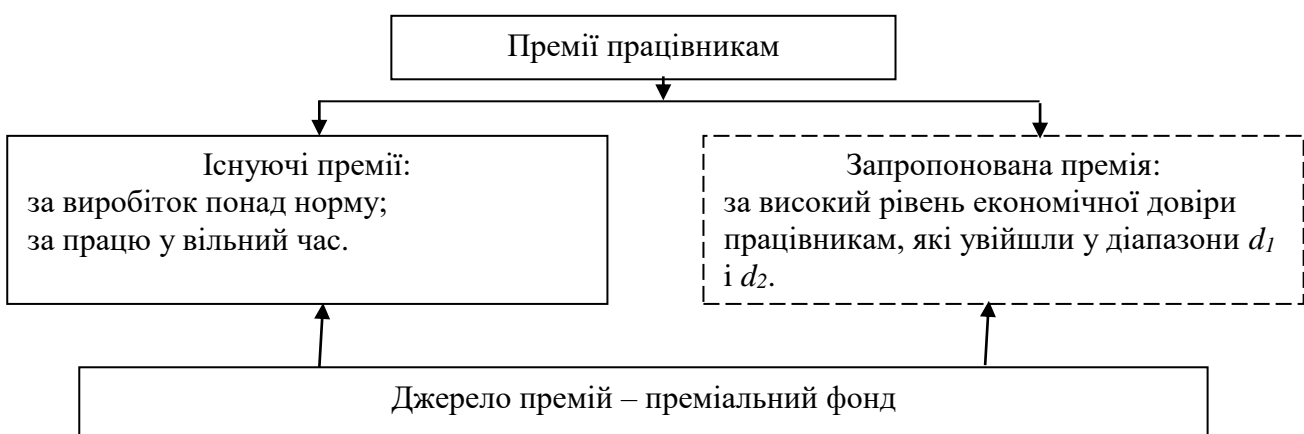 Премії працівникам
Існуючі премії:
за виробіток понад норму;
за працю у вільний час.
Запропонована премія:
за високий рівень економічної довіри
працівникам, які увійшли у діапазони d1
і d2.
Джерело премій – преміальний фонд